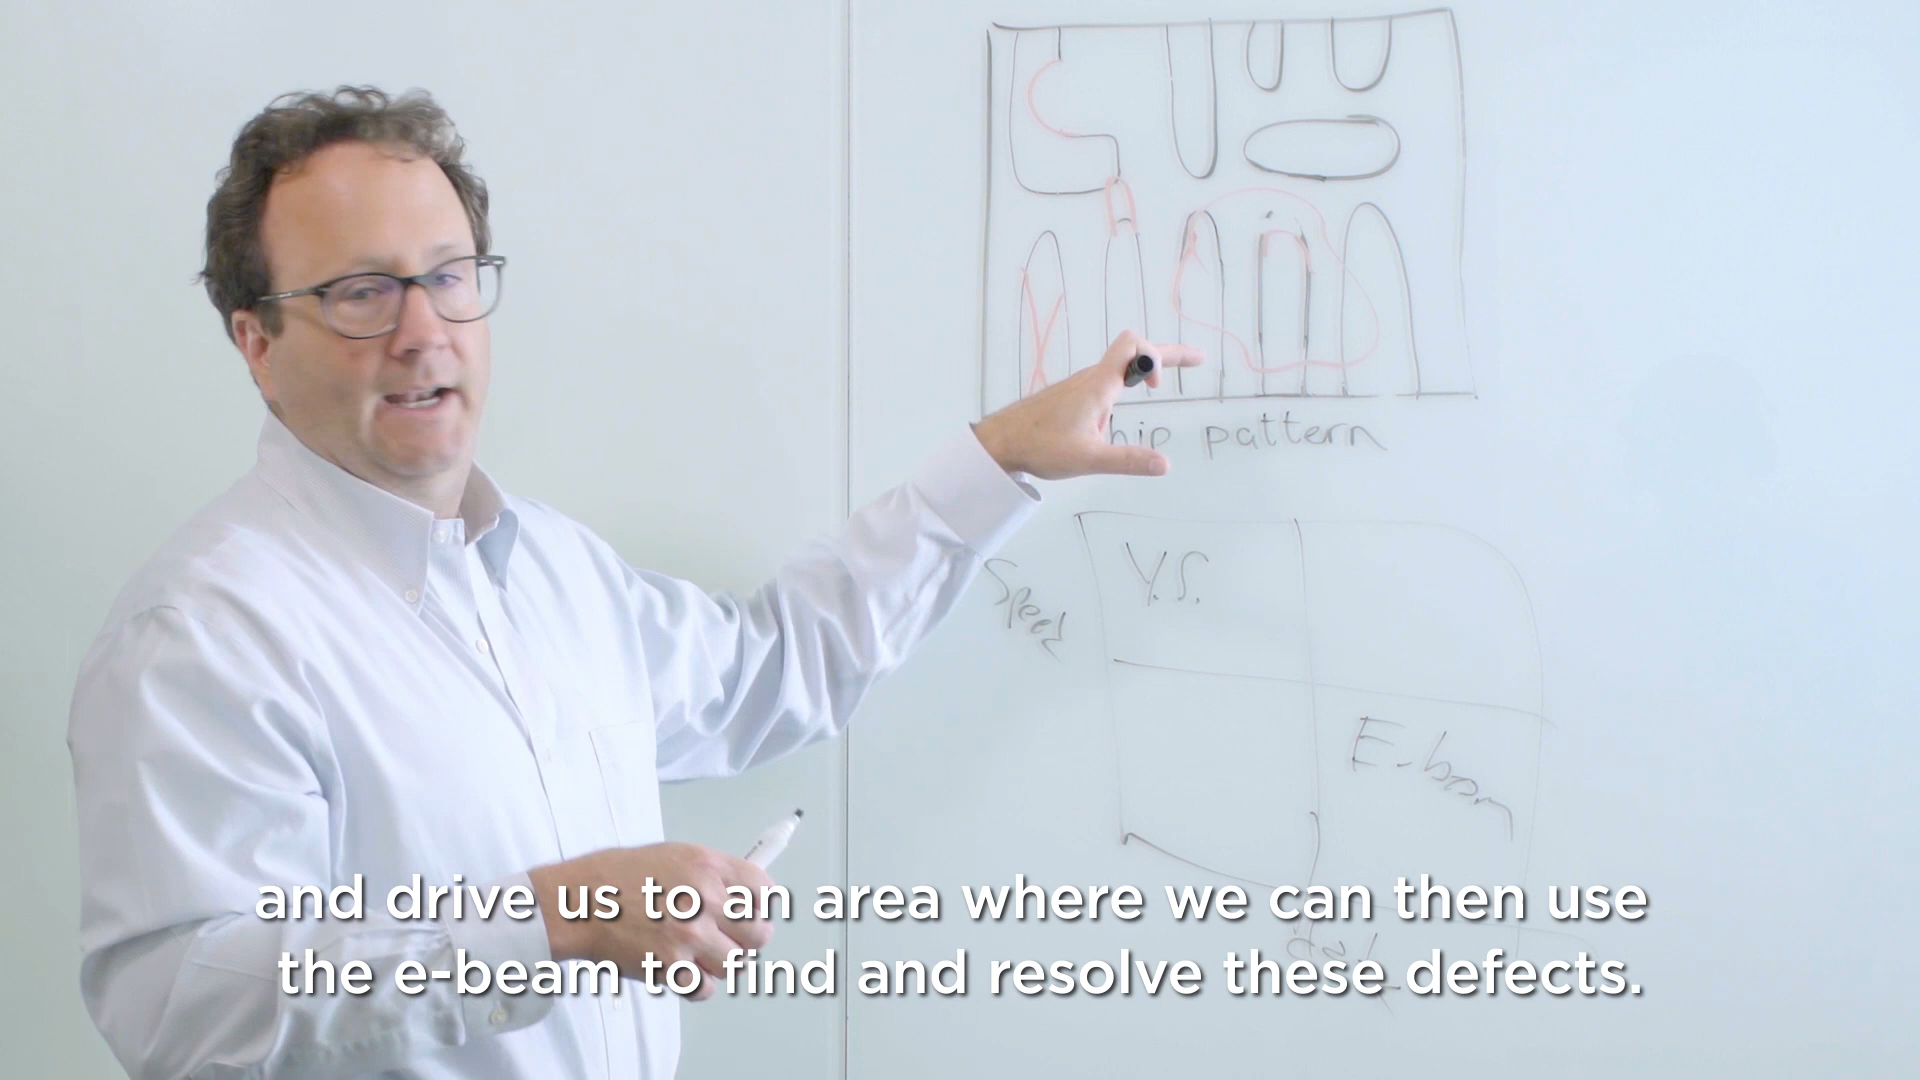 hip pattern
Y.S.
Speed
E-beam
and drive us to an area where we can then use
the e-beam to find and resolve these defects.